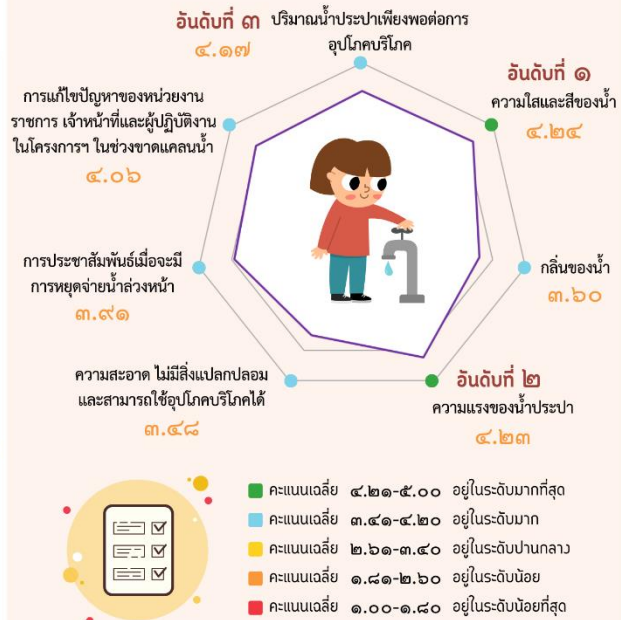 อันดับที่ ๓
๔.๑๗
ปริมาณน้ำประปาเพียงพอต่อการ
อุปโภคบริโภค
อันดับที่ ๑
ความใสและสีของน้ำ
๔.๒๔
การแก้ไขปัญหาของหน่วยงาน
ราชการ เจ้าหน้าที่และผู้ปฏิบัติงาน
ในโครงการฯ ในช่วงขาดแคลนน้ำ
๔.๐๖
การประชาสัมพันธ์เมื่อจะมี
การหยุดจ่ายน้ำล่วงหน้า
๓.๙๑
กลิ่นของน้ำ
๓.๖๐
ความสะอาด ไม่มีสิ่งแปลกปลอม
และสามารถใช้อุปโภคบริโภคได้
๓.๔๘
อันดับที่ ๒
ความแรงของน้ำประปา
๔.๒๓
คะแนนเฉลี่ย ๔.๒๑-๕.๐๐ อยู่ในระดับมากที่สุด
คะแนนเฉลี่ย ๓.๔๑-๔.๒๐ อยู่ในระดับมาก
คะแนนเฉลี่ย ๒.๖๑-๓.๔๐ อยู่ในระดับปานกลาง
คะแนนเฉลี่ย ๑.๘๑-๒.๖๐ อยู่ในระดับน้อย
คะแนนเฉลี่ย ๑.๐๐-๑.๘๐ อยู่ในระดับน้อยที่สุด